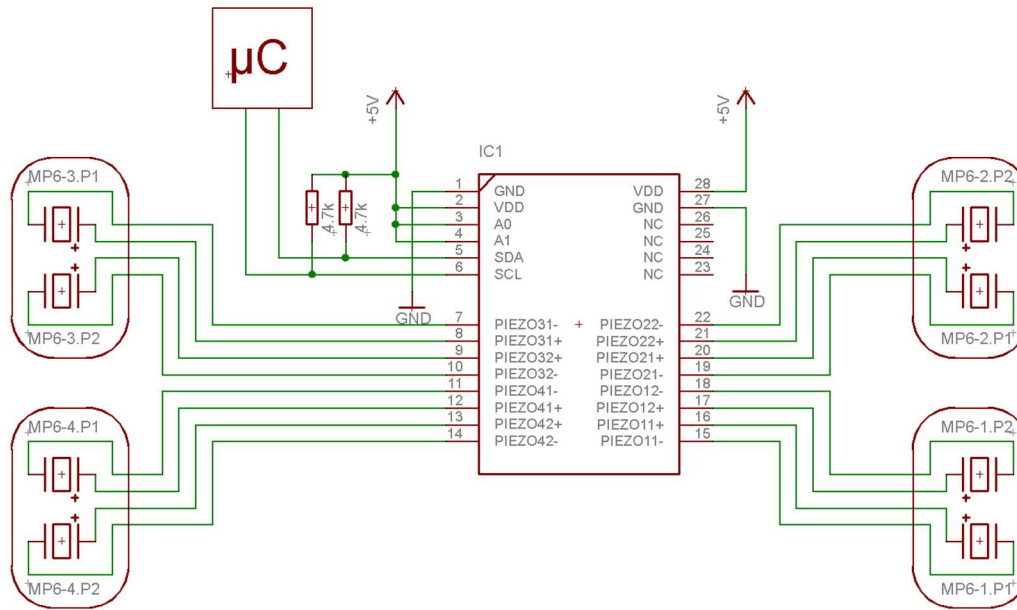 µC
+5V
+5V
IC1
MP6-3.P1
MP6-3.P2
MP6-4.P1
MP6-4.P2
4.7k
4.7k
1 GND
2 VDD
3 A0
4 A1
5 SDA
6 SCL
GND
7 PIEZO31-
8 PIEZO31+
9 PIEZO32+
10 PIEZO32-
11 PIEZO41-
12 PIEZO41+
13 PIEZO42+
14 PIEZO42-
VDD 28
GND 27
NC 26
NC 25
NC 24
NC 23
GND
PIEZO22- 22
PIEZO22+ 21
PIEZO21+ 20
PIEZO21- 19
PIEZO12- 18
PIEZO12+ 17
PIEZO11+ 16
PIEZO11- 15
MP6-2.P2
MP6-2.P1
MP6-1.P2
MP6-1.P1